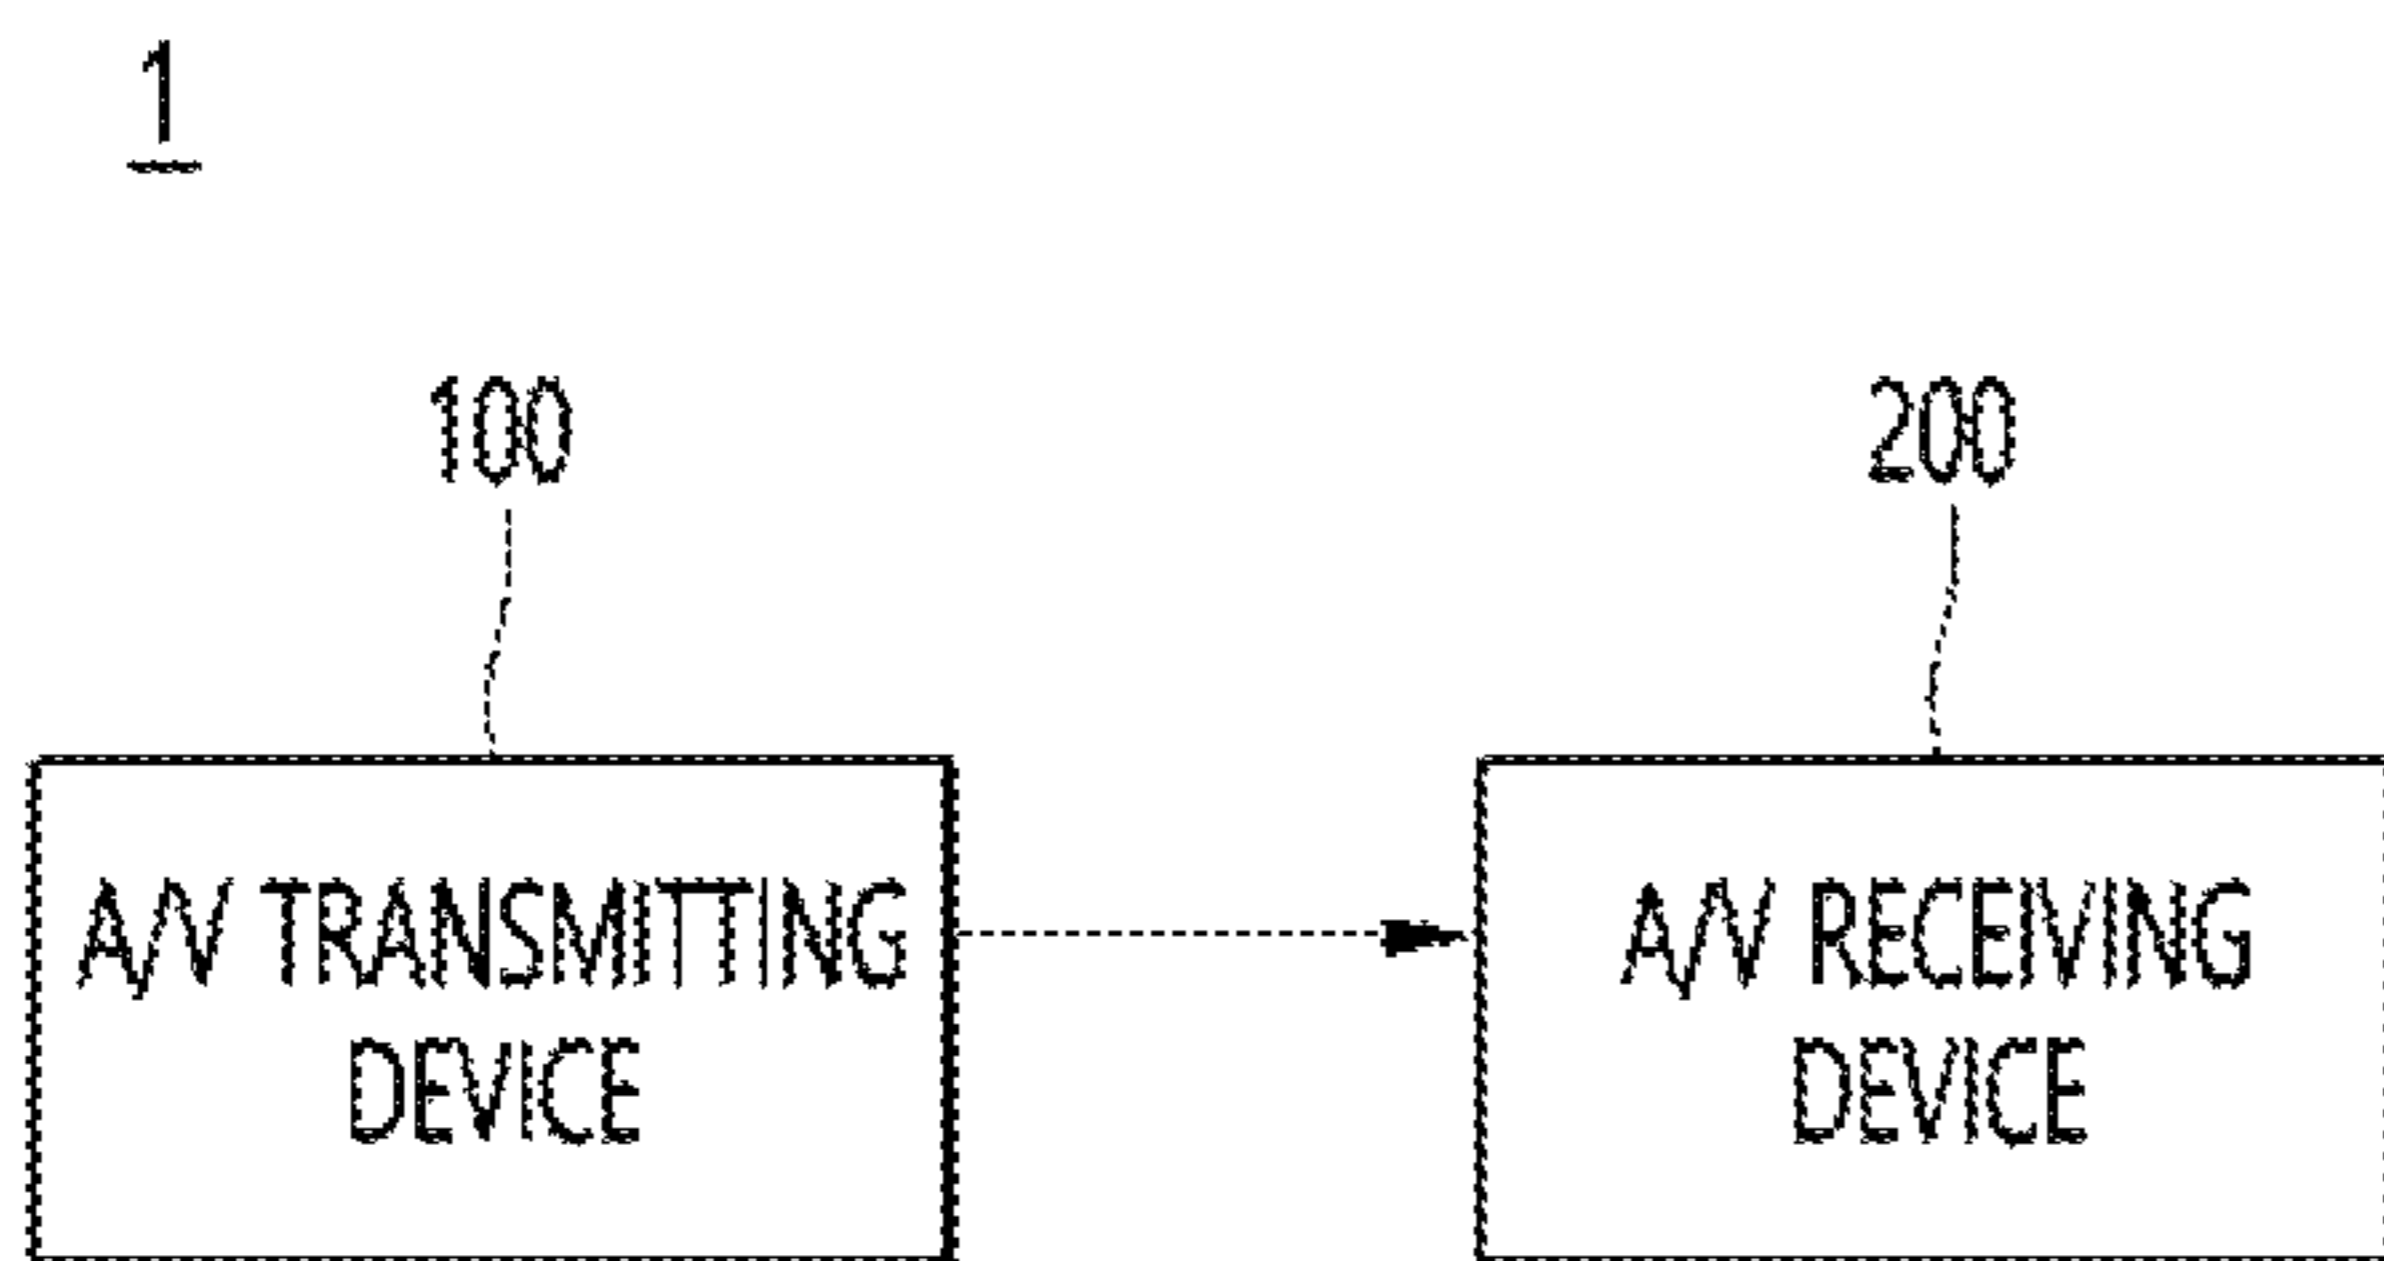 1
100
200
A/V TRANSMITTING
DEVICE
A/V RECEIVING
DEVICE